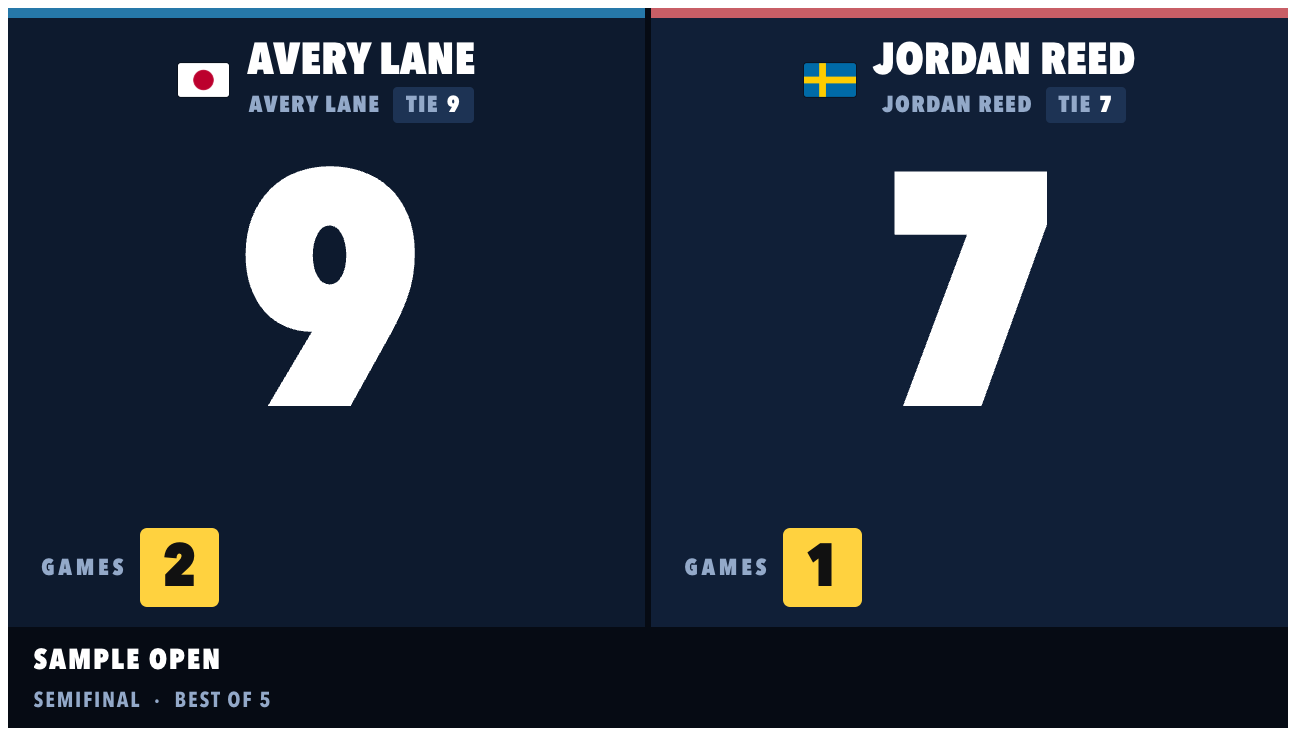 AVERY LANE
AVERY LANE TIE 9
9
GAMES 2
JORDAN REED
JORDAN REED TIE 7
7
GAMES 1
SAMPLE OPEN
SEMIFINAL · BEST OF 5